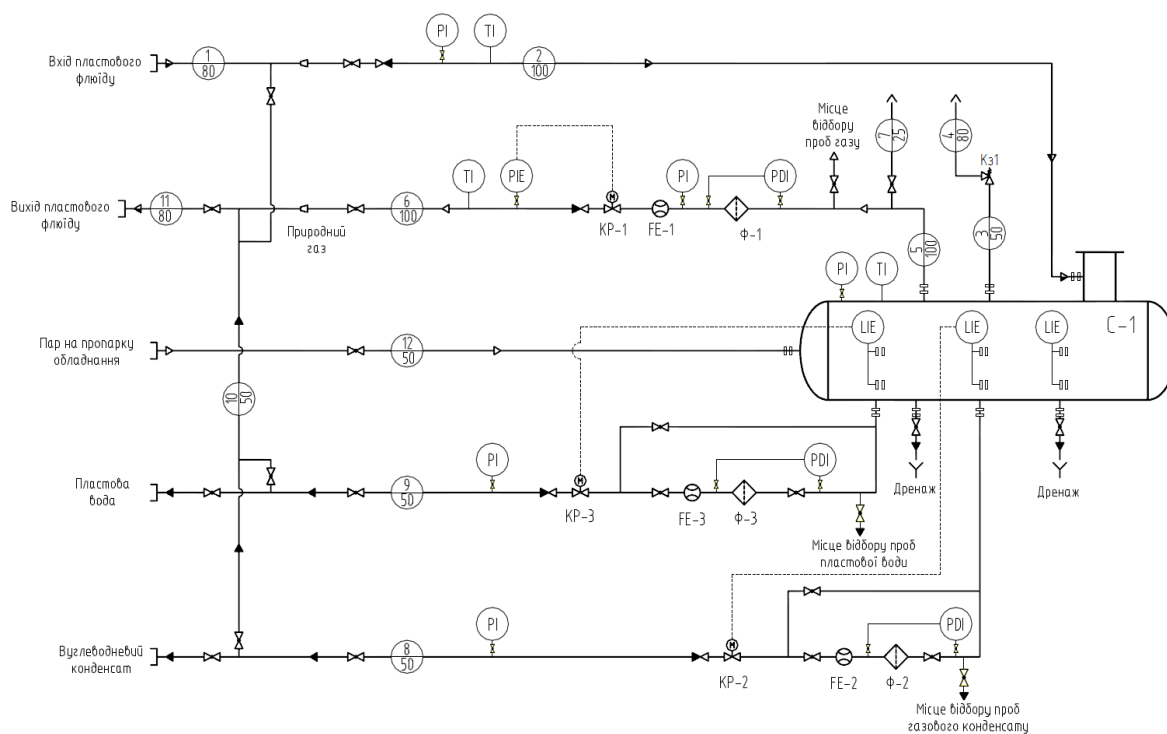 PI
TI
Вхід пластового
флюїду
1
80
2
100
Місце
відбору
проб газу
7
25
4
80
Кз1
TI
PIE
PI
PDI
Вихід пластового
флюїду
11
80
6
100
Природний
газ
КР-1
FE-1
Ф-1
5
100
3
50
PI
TI
С-1
LIE
LIE
LIE
Пар на пропарку
обладнання
12
50
10
50
PI
PDI
Пластова
вода
9
50
КР-3
FE-3
Ф-3
Дренаж
Дренаж
Місце відбору проб
пластової води
PI
PDI
Вуглеводневий
конденсат
8
50
КР-2
FE-2
Ф-2
Місце відбору проб
газового конденсату
M
M
M